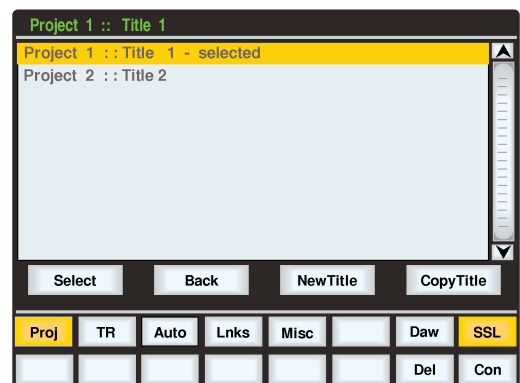 Project 1 :: Title 1
Project 1 :: Title 1 - selected
Project 2 :: Title 2
Select Back NewTitle CopyTitle
Proj TR Auto Lnks Misc Daw SSL
Del Con